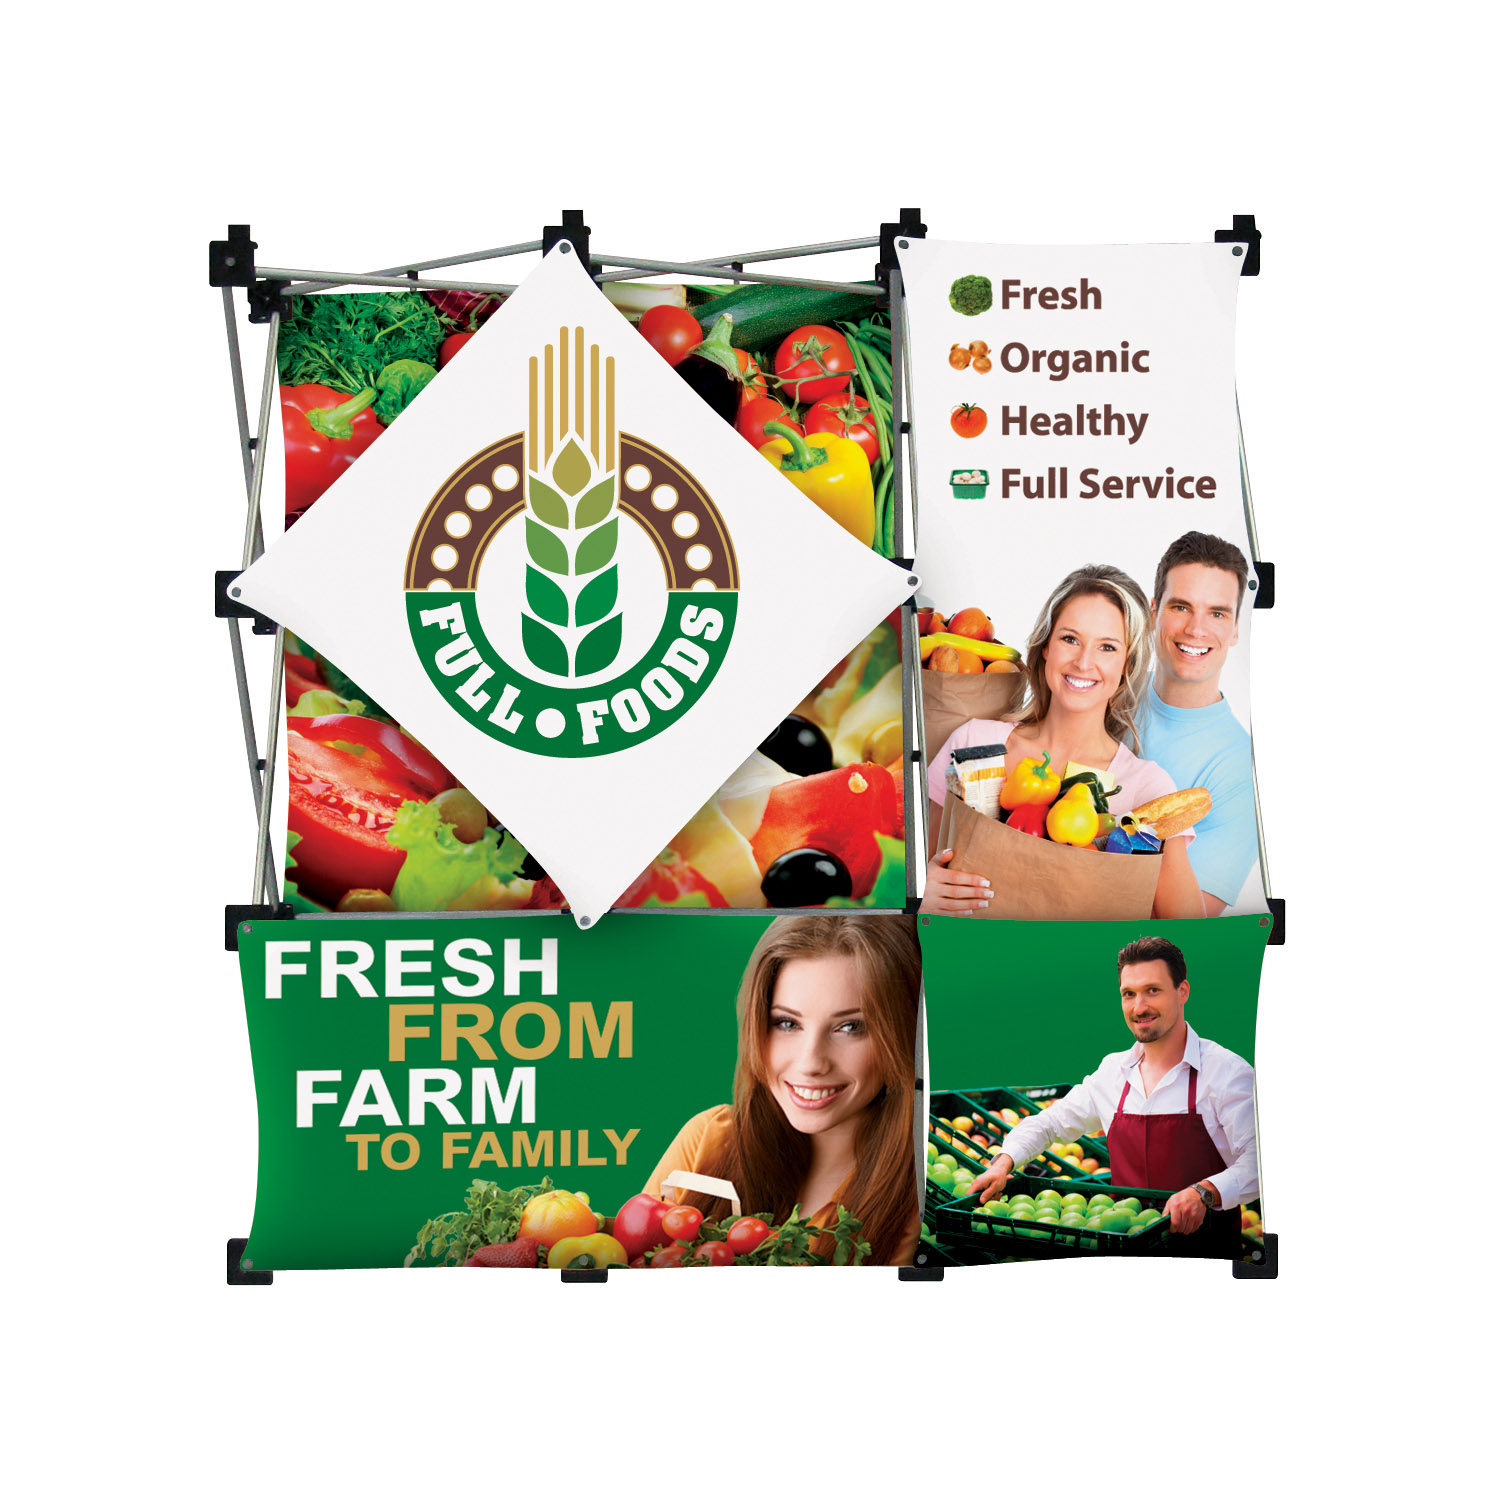 FULL • FOODS
Fresh
Organic
Healthy
Full Service
FRESH
FROM
FARM
TO FAMILY